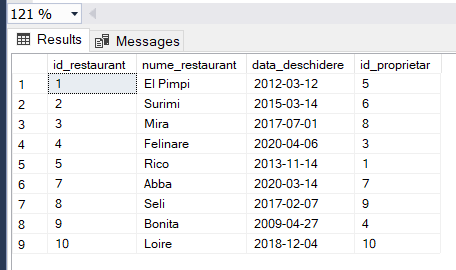 121 %
Results Messages
id_restaurant nume_restaurant data_deschidere id_proprietar
1 1 El Pimpi 2012-03-12 5
2 2 Surimi 2015-03-14 6
3 3 Mira 2017-07-01 8
4 4 Felinare 2020-04-06 3
5 5 Rico 2013-11-14 1
6 7 Abba 2020-03-14 7
7 8 Seli 2017-02-07 9
8 9 Bonita 2009-04-27 4
9 10 Loire 2018-12-04 10